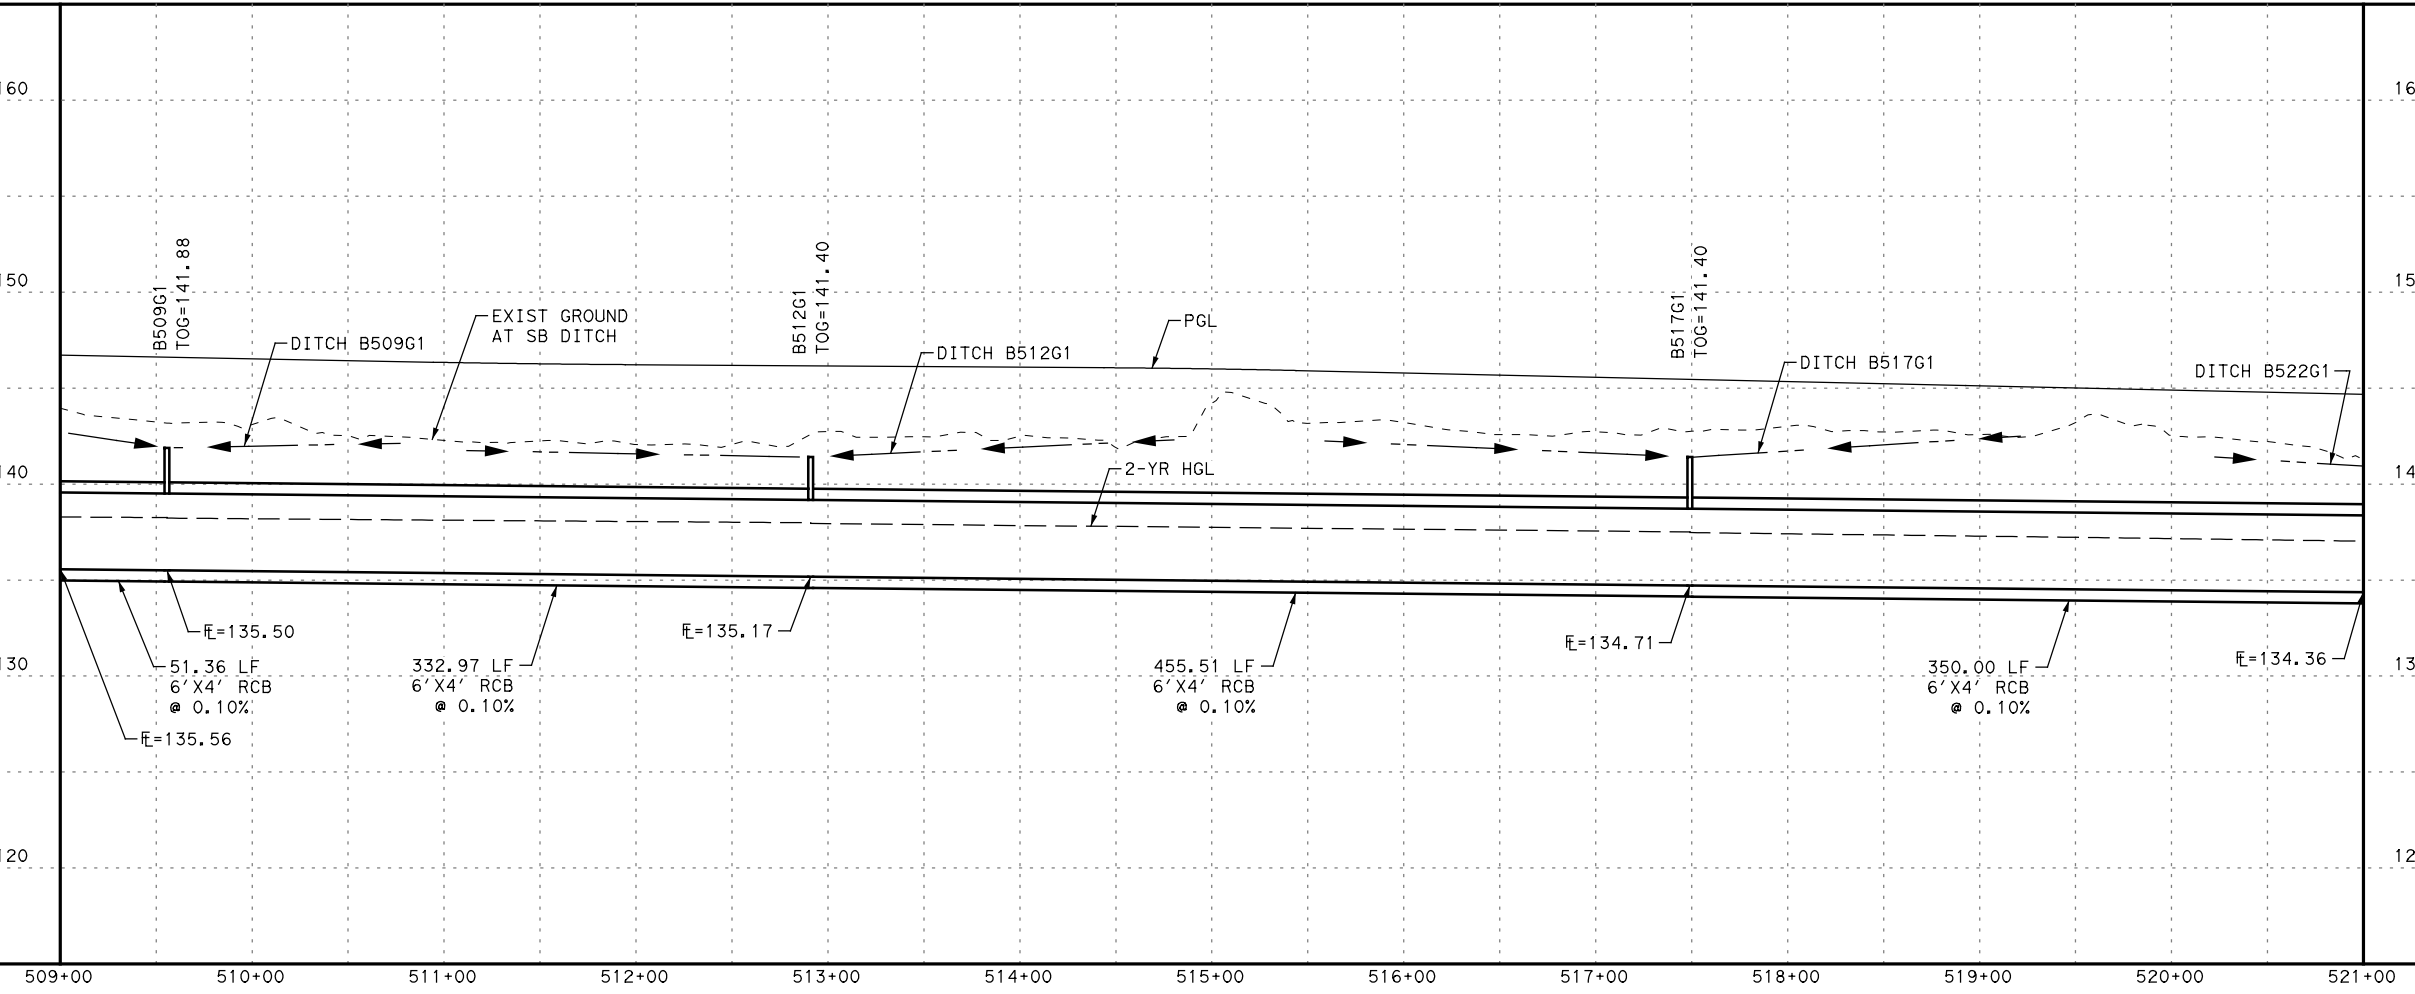 160
16
150
15
140
14
130
13
120
12
B509G1
TOG=141.88
B512G1
TOG=141.40
B517G1
TOG=141.40
DITCH B509G1
EXIST GROUND
AT SB DITCH
DITCH B512G1
PGL
DITCH B517G1
DITCH B522G1
2-YR HGL
FL=135.50
51.36 LF
6'X4' RCB
@ 0.10%
FL=135.56
332.97 LF
6'X4' RCB
@ 0.10%
FL=135.17
455.51 LF
6'X4' RCB
@ 0.10%
FL=134.71
350.00 LF
6'X4' RCB
@ 0.10%
FL=134.36
509+00
510+00
511+00
512+00
513+00
514+00
515+00
516+00
517+00
518+00
519+00
520+00
521+00